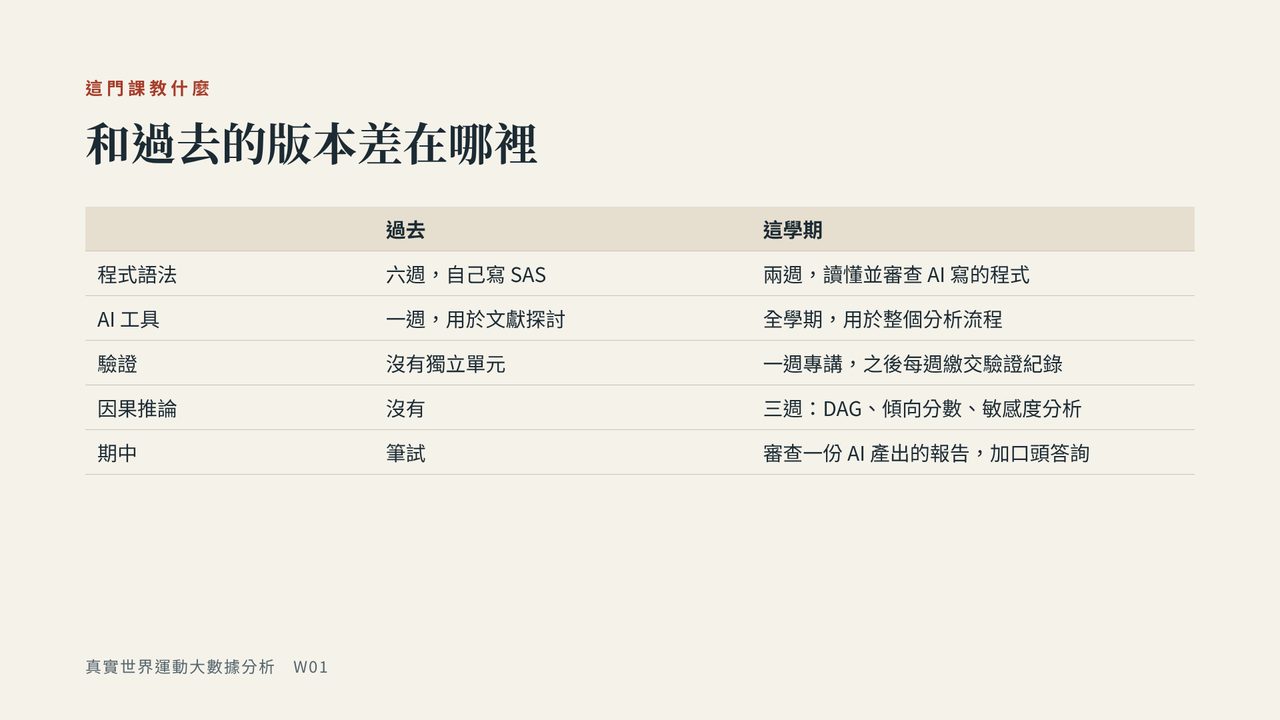 這門課教什麼
和過去的版本差在哪裡
過去 這學期
程式語法 六週，自己寫 SAS 兩週，讀懂並審查 AI 寫的程式
AI 工具 一週，用於文獻探討 全學期，用於整個分析流程
驗證 沒有獨立單元 一週專講，之後每週繳交驗證紀錄
因果推論 沒有 三週：DAG、傾向分數、敏感度分析
期中 筆試 審查一份 AI 產出的報告，加口頭答詢
真實世界運動大數據分析 W01